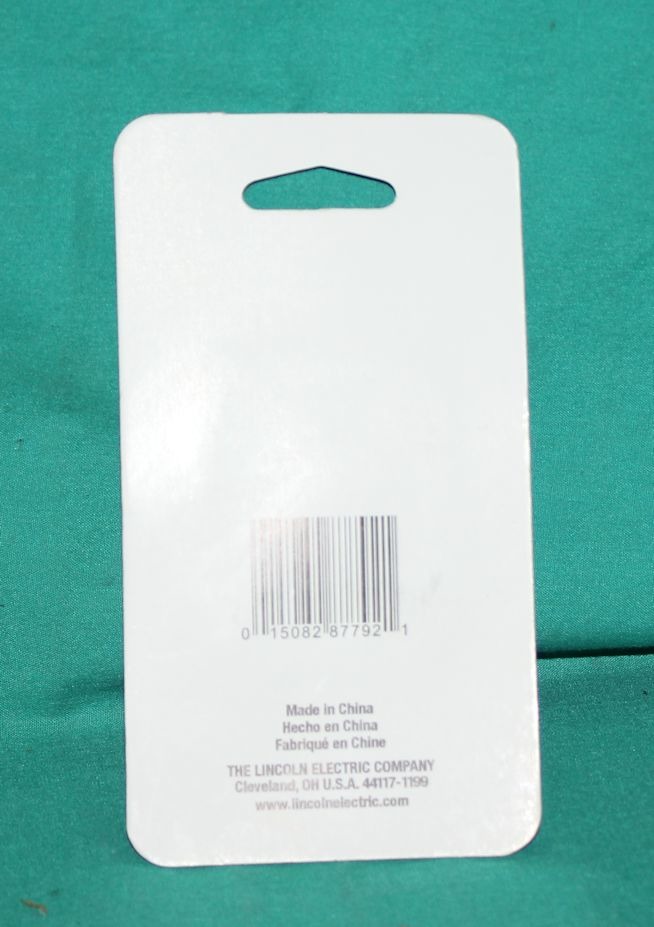 0 15082 87792 1
Made in China
Hecho en China
Fabriqué en Chine
THE LINCOLN ELECTRIC COMPANY
Cleveland, OH U.S.A. 44117-1199
www.lincolnelectric.com